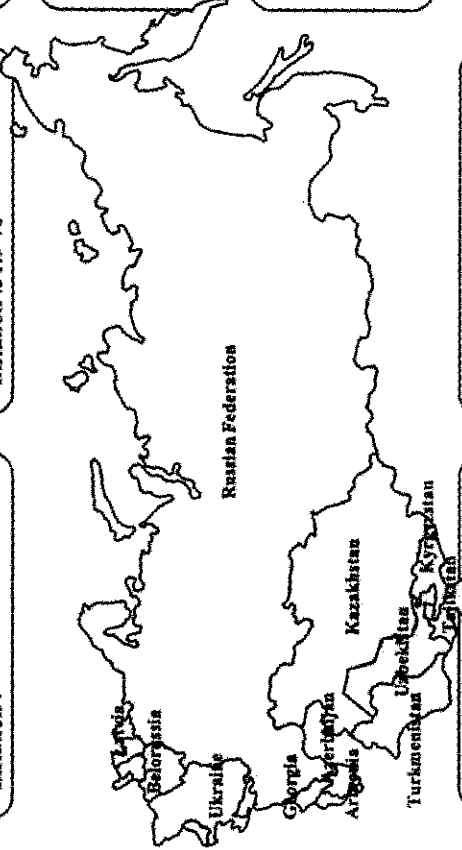 Russian Federation
Latvia
Belorussia
Ukraine
Georgia
Azerbaijan
Armenia
Kazakhstan
Uzbekistan
Turkmenistan
Kyrgyzstan
Tajikistan